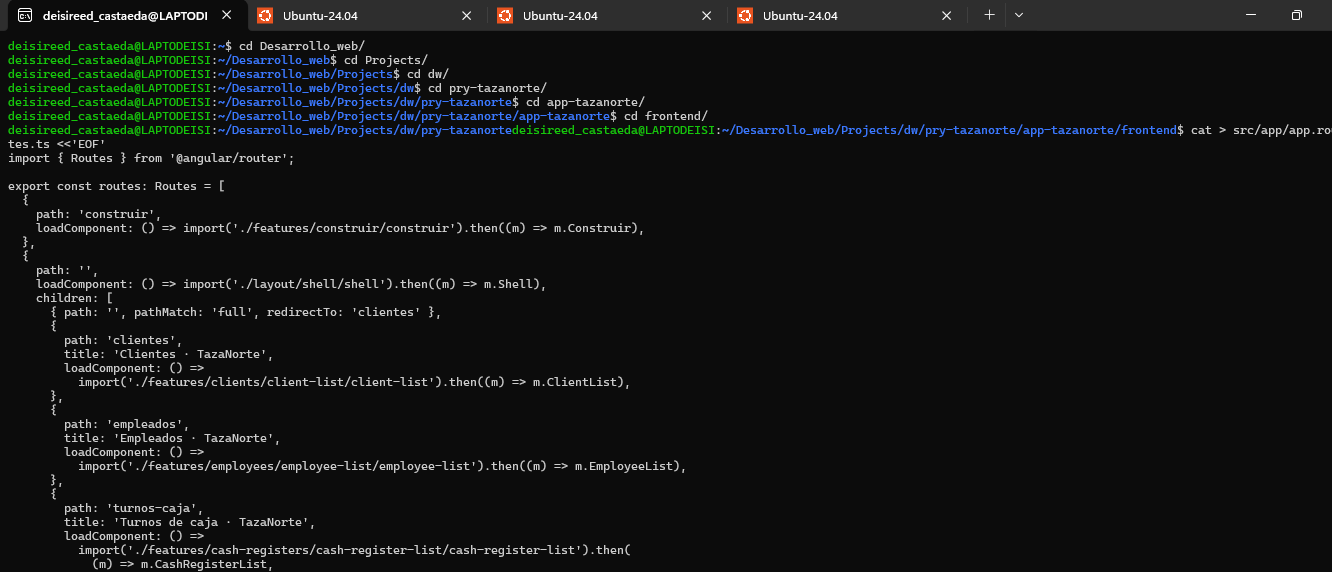 deisireed_castaeda@LAPTODI
Ubuntu-24.04
Ubuntu-24.04
Ubuntu-24.04
deisireed_castaeda@LAPTODEISI:~$ cd Desarrollo_web/
deisireed_castaeda@LAPTODEISI:~/Desarrollo_web$ cd Projects/
deisireed_castaeda@LAPTODEISI:~/Desarrollo_web/Projects$ cd dw/
deisireed_castaeda@LAPTODEISI:~/Desarrollo_web/Projects/dw$ cd pry-tazanorte/
deisireed_castaeda@LAPTODEISI:~/Desarrollo_web/Projects/dw/pry-tazanorte$ cd app-tazanorte/
deisireed_castaeda@LAPTODEISI:~/Desarrollo_web/Projects/dw/pry-tazanorte/app-tazanorte$ cd frontend/
deisireed_castaeda@LAPTODEISI:~/Desarrollo_web/Projects/dw/pry-tazanortedeisireed_castaeda@LAPTODEISI:~/Desarrollo_web/Projects/dw/pry-tazanorte/app-tazanorte/frontend$ cat > src/app/app.rou
tes.ts <<'EOF'
import { Routes } from '@angular/router';

export const routes: Routes = [
  {
    path: 'construir',
    loadComponent: () => import('./features/construir/construir').then((m) => m.Construir),
  },
  {
    path: '',
    loadComponent: () => import('./layout/shell/shell').then((m) => m.Shell),
    children: [
      { path: '', pathMatch: 'full', redirectTo: 'clientes' },
      {
        path: 'clientes',
        title: 'Clientes · TazaNorte',
        loadComponent: () =>
          import('./features/clients/client-list/client-list').then((m) => m.ClientList),
      },
      {
        path: 'empleados',
        title: 'Empleados · TazaNorte',
        loadComponent: () =>
          import('./features/employees/employee-list/employee-list').then((m) => m.EmployeeList),
      },
      {
        path: 'turnos-caja',
        title: 'Turnos de caja · TazaNorte',
        loadComponent: () =>
          import('./features/cash-registers/cash-register-list/cash-register-list').then(
            (m) => m.CashRegisterList,